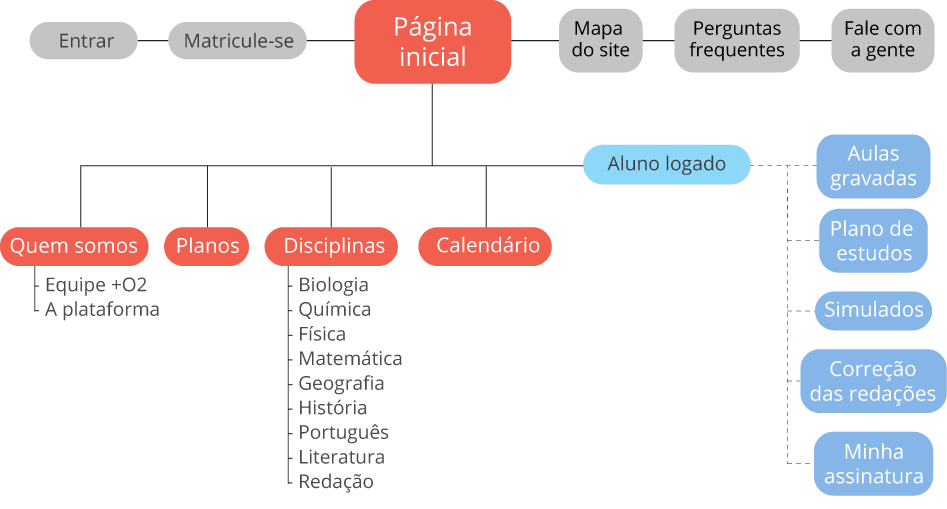 Entrar
Matricule-se
Página
inicial
Mapa
do site
Perguntas
frequentes
Fale com
a gente
Aluno logado
Aulas
gravadas
Plano de
estudos
Simulados
Correção
das redações
Minha
assinatura
Quem somos
Equipe +O2
A plataforma
Planos
Disciplinas
Biologia
Química
Física
Matemática
Geografia
História
Português
Literatura
Redação
Calendário